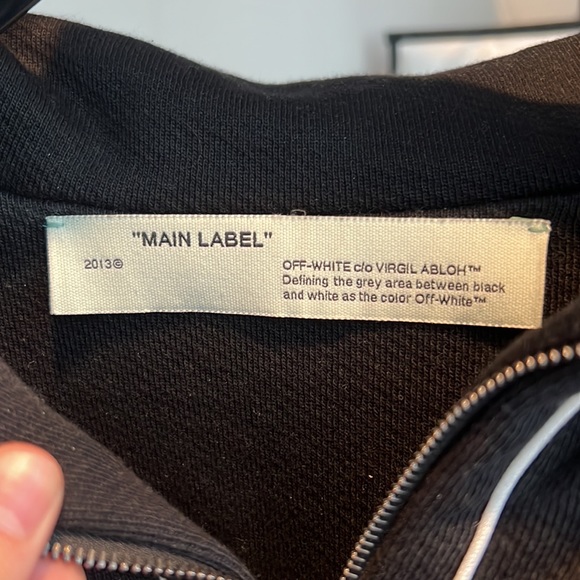 "MAIN LABEL"
2013©
OFF-WHITE c/o VIRGIL ABLOH™
Defining the grey area between black
and white as the color Off-White™